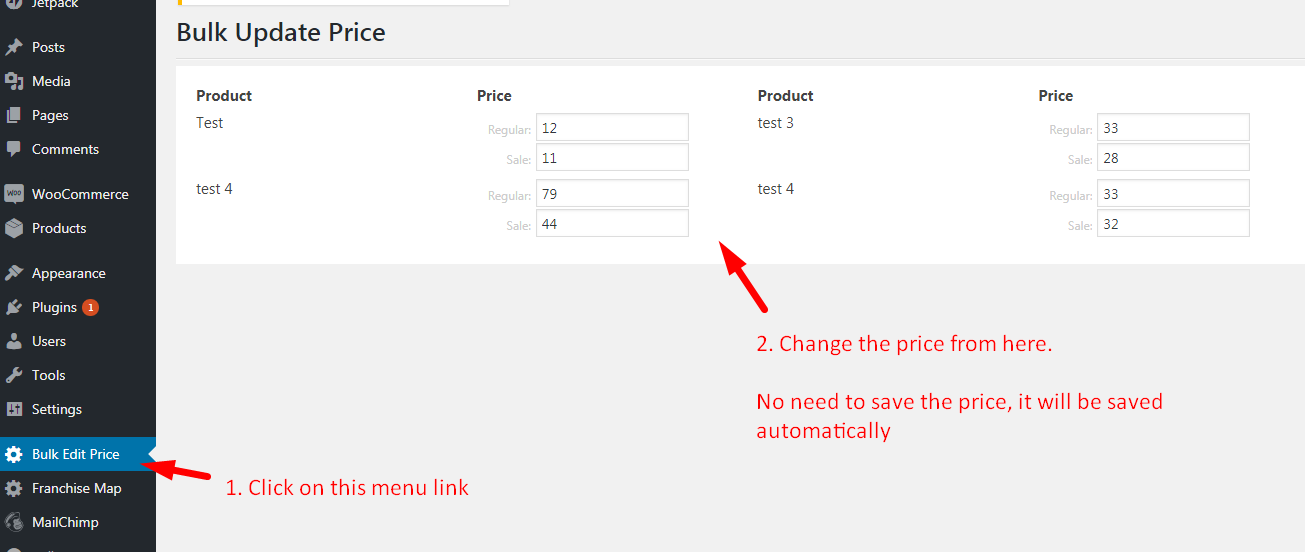 Jetpack
Posts
Media
Pages
Comments
WOO WooCommerce
Products
Appearance
Plugins 1
Users
Tools
Settings
Bulk Edit Price
Franchise Map
MailChimp
Bulk Update Price
Product Price Product Price
Test Regular: 12 test 3 Regular: 33
Sale: 11 Sale: 28
test 4 Regular: 79 test 4 Regular: 33
Sale: 44 Sale: 32
2. Change the price from here.
No need to save the price, it will be saved
automatically
1. Click on this menu link